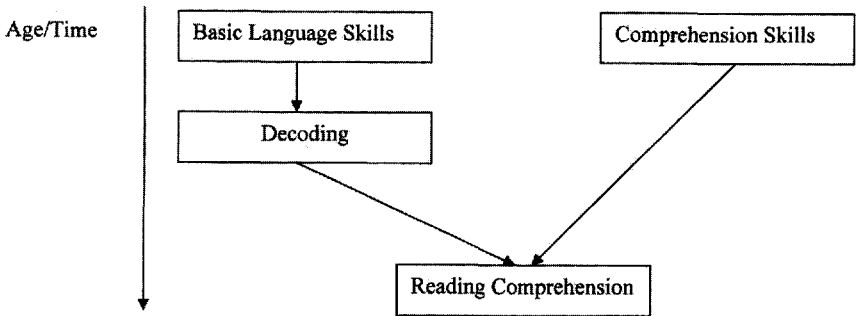 Age/Time
Basic Language Skills
Comprehension Skills
Decoding
Reading Comprehension